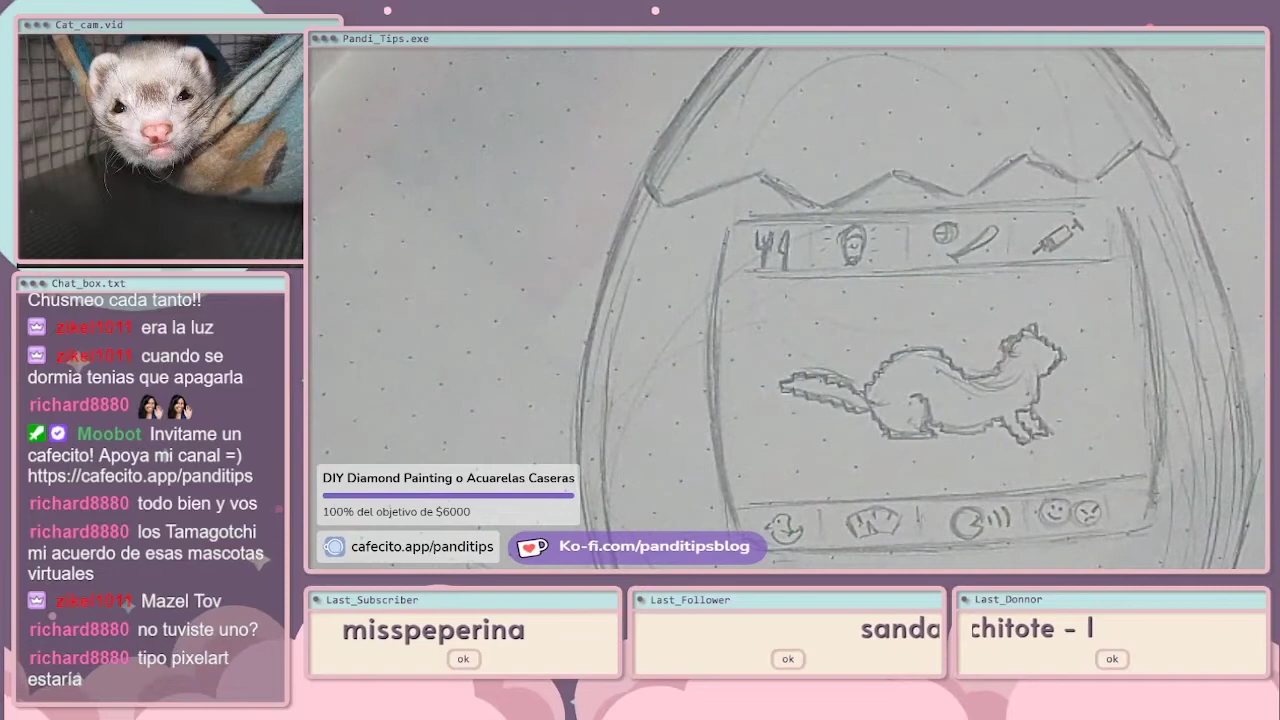 Cat_cam.vid
Pandi_Tips.exe
Chat_box.txt
Chusmeo cada tanto!!
zikel1011 era la luz
zikel1011 cuando se
dormia tenias que apagarla
richard8880
Moobot Invitame un
cafecito! Apoya mi canal =)
https://cafecito.app/panditips
richard8880 todo bien y vos
richard8880 los Tamagotchi
mi acuerdo de esas mascotas
virtuales
zikel1011 Mazel Tov
richard8880 no tuviste uno?
richard8880 tipo pixelart
estaría
DIY Diamond Painting o Acuarelas Caseras
100% del objetivo de $6000
cafecito.app/panditips
Ko-fi.com/panditipsblog
Last_Subscriber
misspeperina
ok
Last_Follower
sanda
ok
Last_Donnor
chitote - l
ok